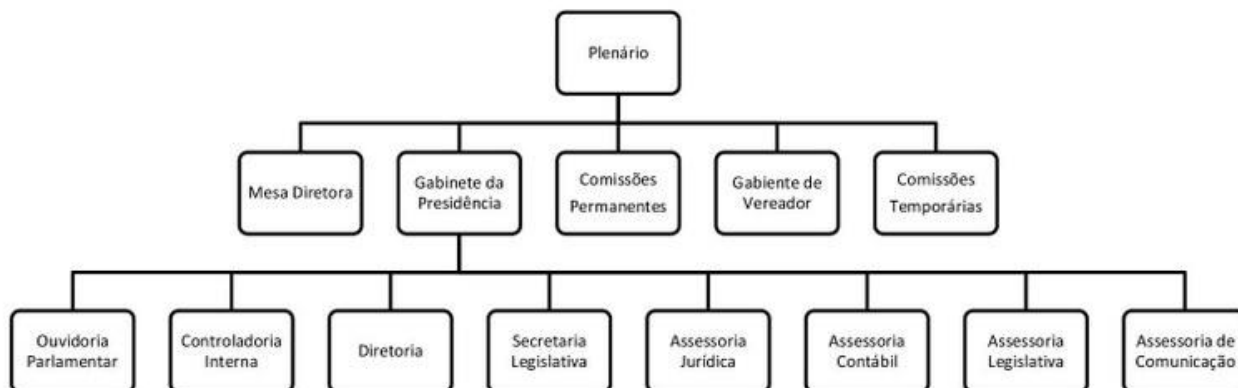 Plenário
Mesa Diretora
Gabinete da
Presidência
Comissões
Permanentes
Gabiente de
Vereador
Comissões
Temporárias
Ouvidoria
Parlamentar
Controladoria
Interna
Diretoria
Secretaria
Legislativa
Assessoria
Jurídica
Assessoria
Contábil
Assessoria
Legislativa
Assessoria de
Comunicação